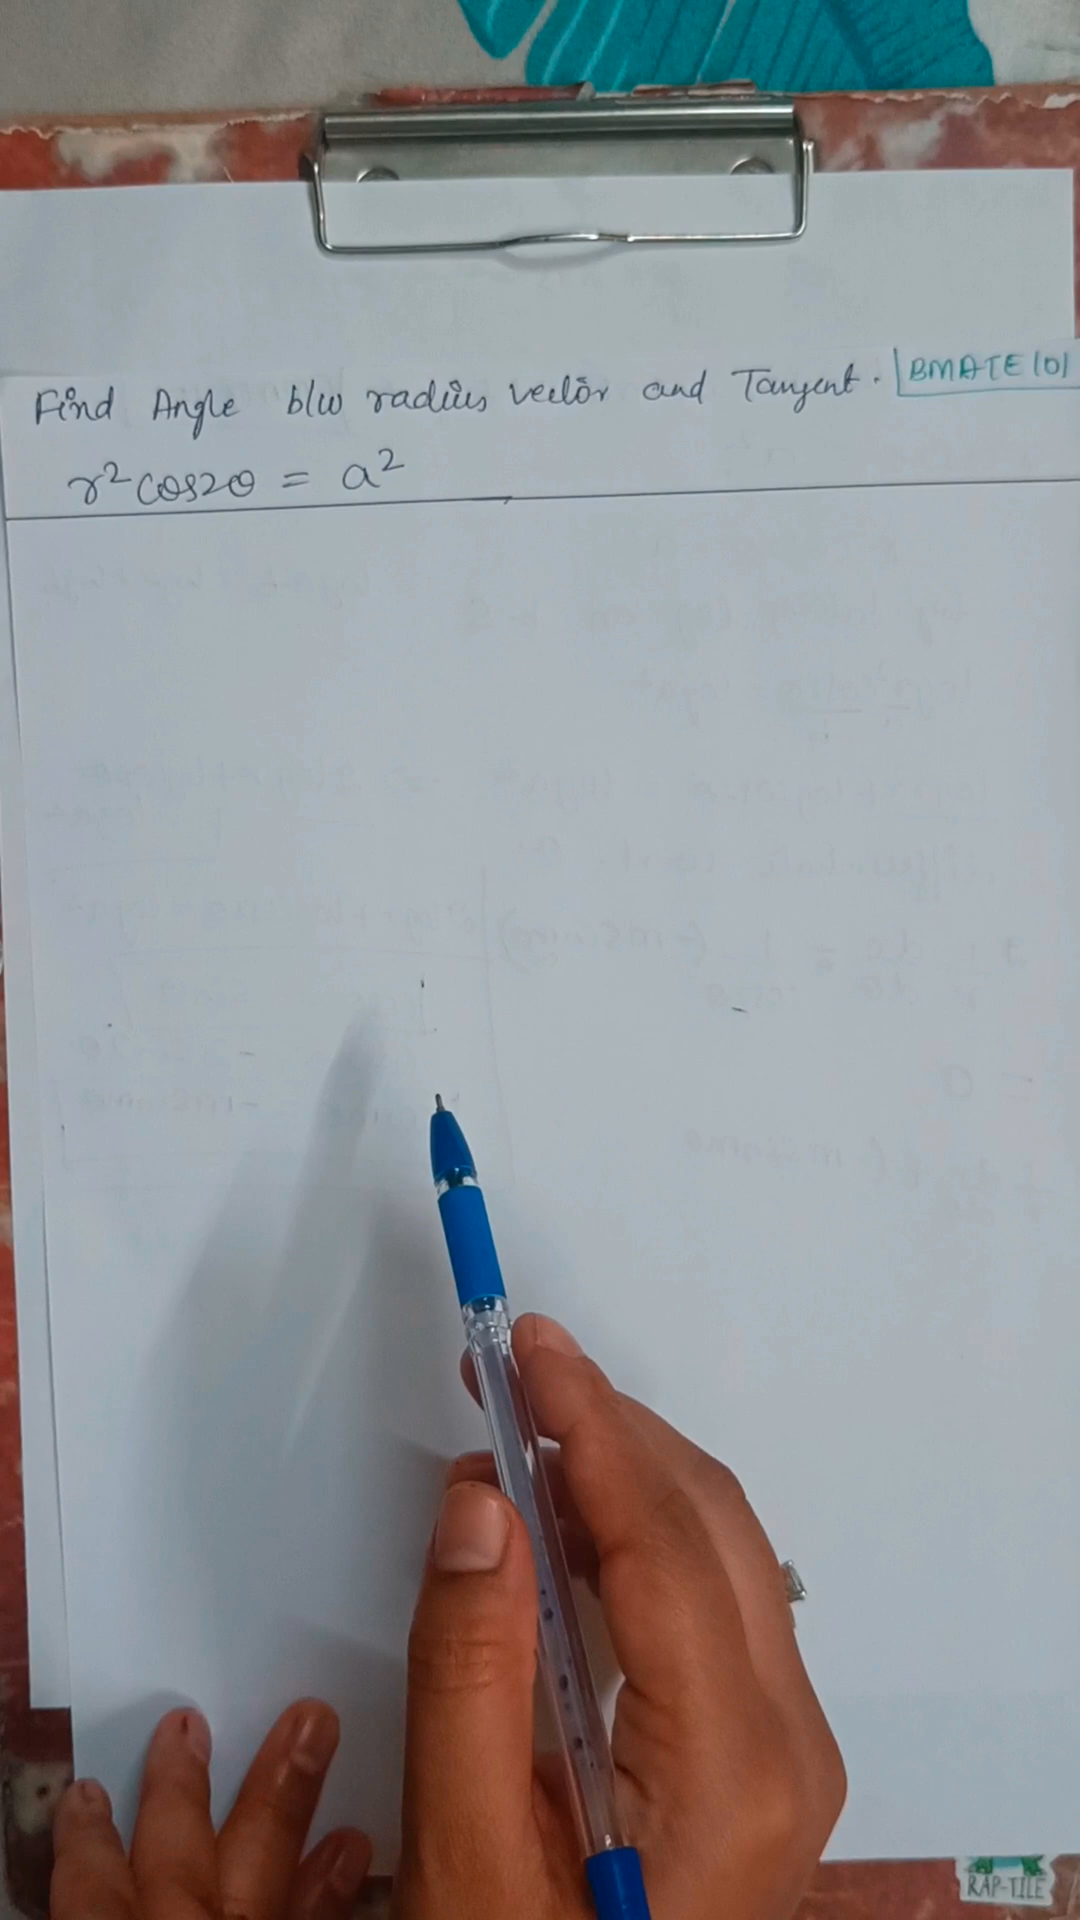 Find Angle b/w radius vector and Tangent. BMATE101
r²cos2θ = a²
RAP-TILE